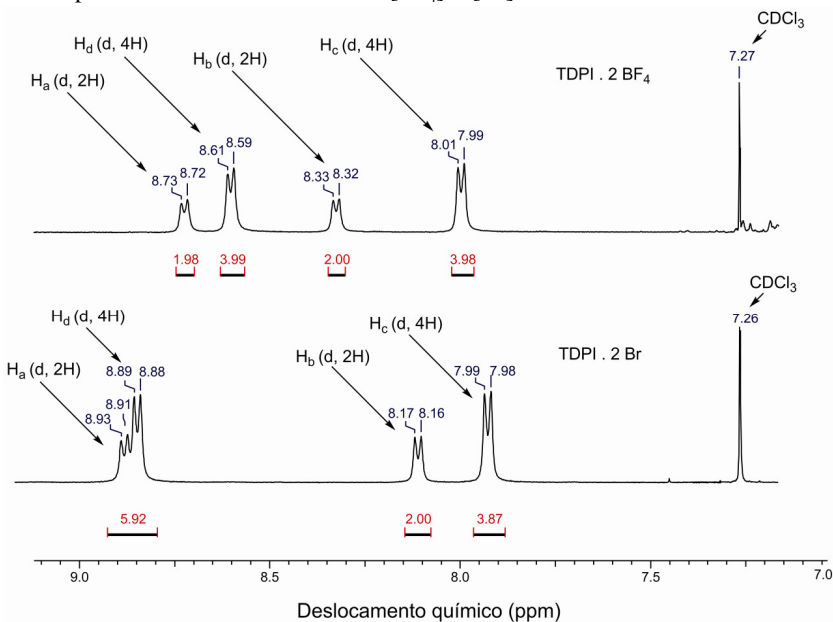 CDCl3
7.27
Hd (d, 4H)
Hb (d, 2H)
Hc (d, 4H)
TDPI . 2 BF4
Ha (d, 2H)
8.73 8.72
8.61 8.59
8.33 8.32
8.01 7.99
1.98
3.99
2.00
3.98
CDCl3
7.26
Hd (d, 4H)
Hc (d, 4H)
Hb (d, 2H)
TDPI . 2 Br
Ha (d, 2H)
8.93 8.91
8.89 8.88
8.17 8.16
7.99 7.98
5.92
2.00
3.87
9.0 8.5 8.0 7.5 7.0
Deslocamento químico (ppm)